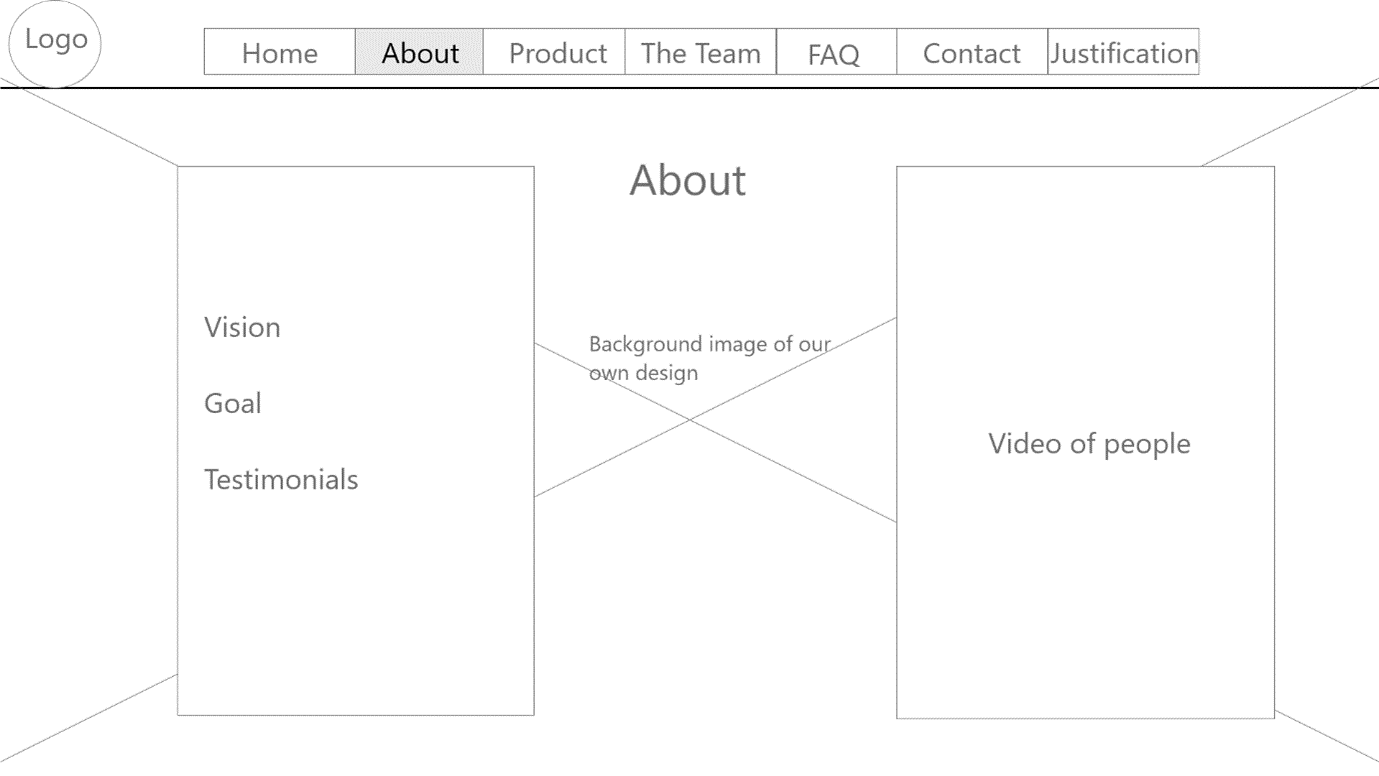 Logo
Home About Product The Team FAQ Contact Justification
About
Vision
Goal
Testimonials
Background image of our
own design
Video of people